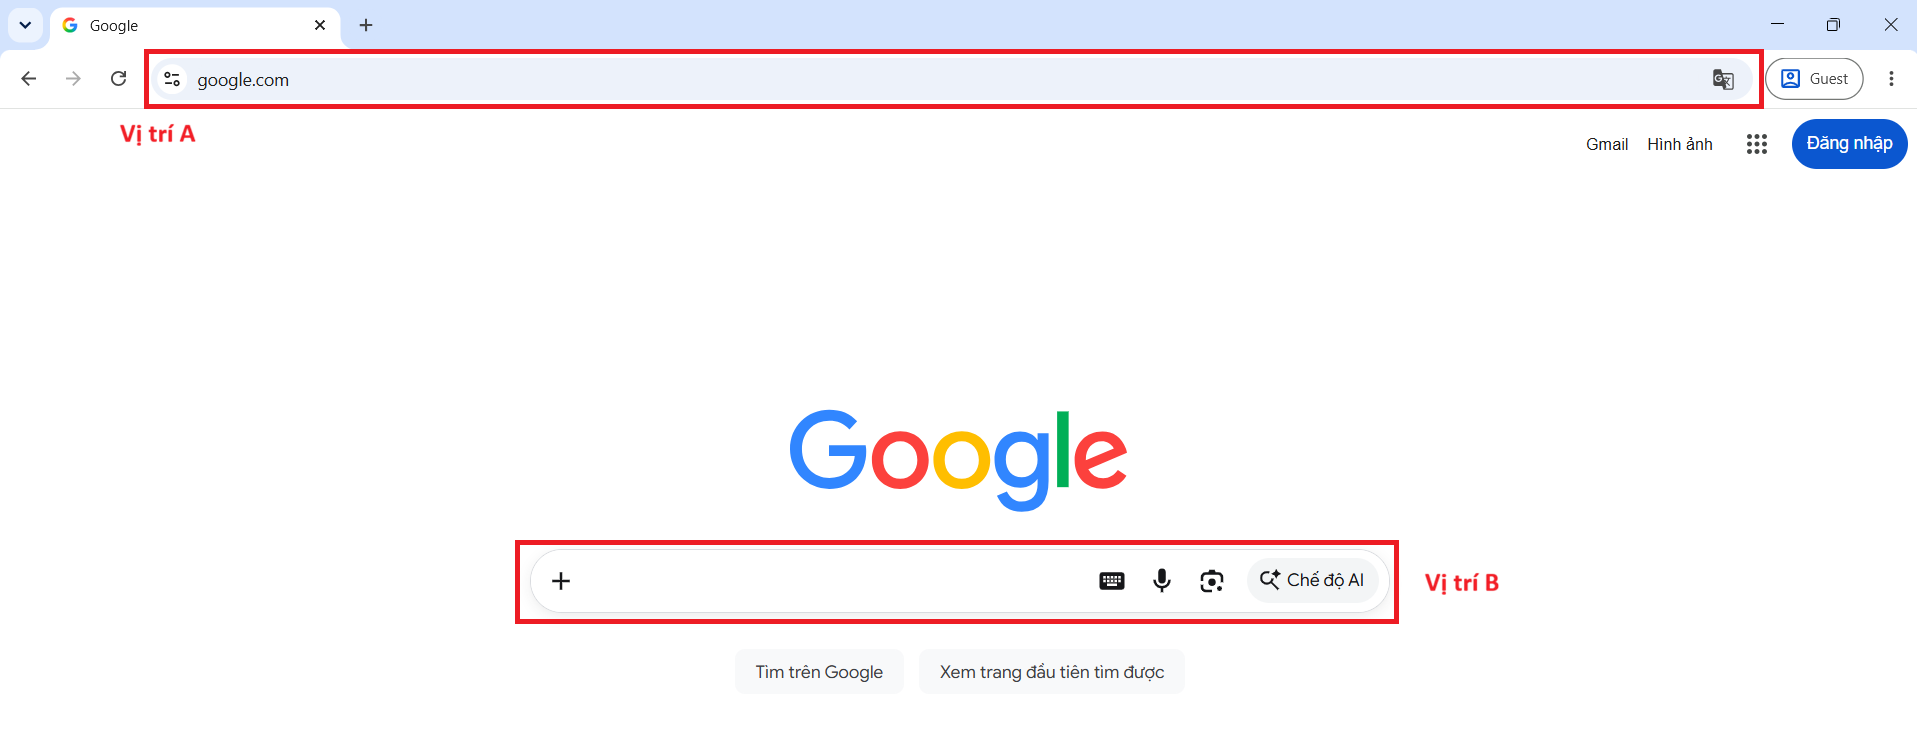 Google
google.com
Guest
Vị trí A
Gmail Hình ảnh Đăng nhập
Google
Chế độ AI
Vị trí B
Tìm trên Google Xem trang đầu tiên tìm được